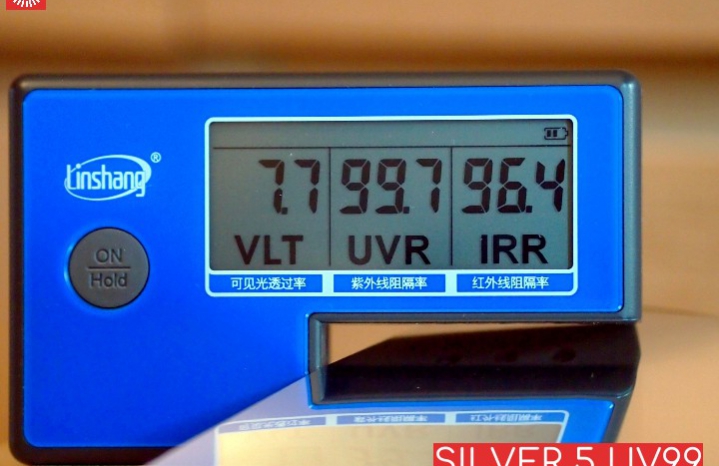 Linshang®
ON
Hold
7.7 99.7 96.4
VLT UVR IRR
可见光透过率 紫外线阻隔率 红外线阻隔率
SILVER 5 UV99